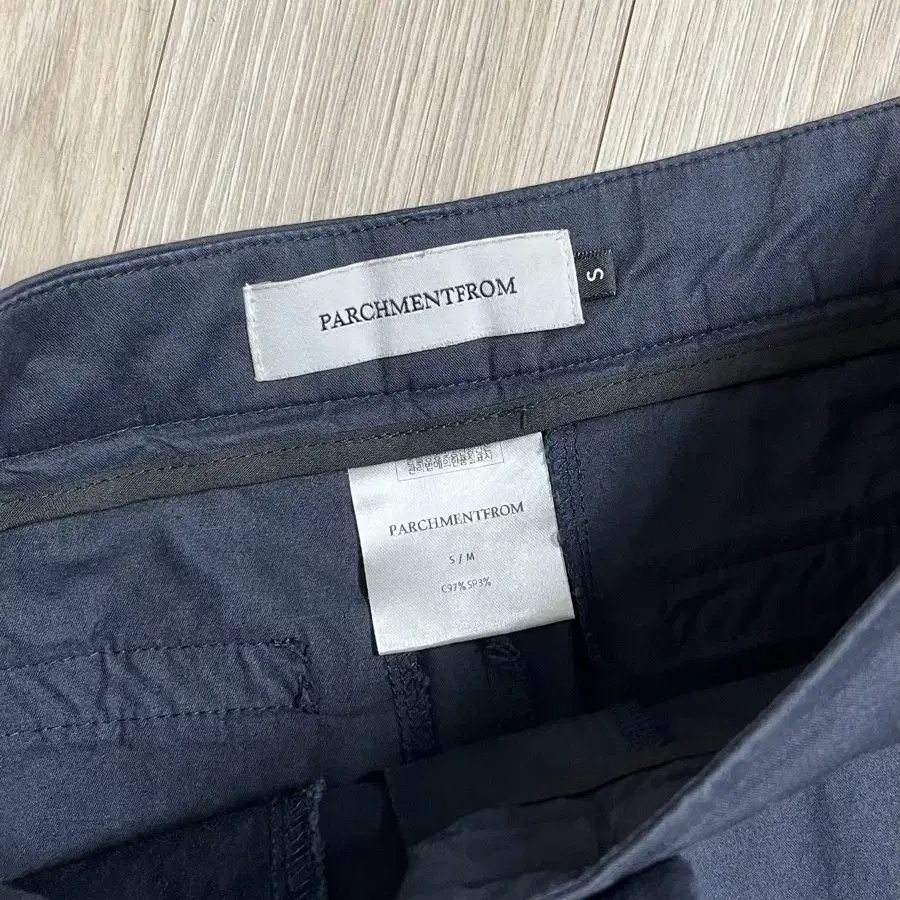 PARCHMENTFROM
S
PARCHMENTFROM
S / M
C97% SP3%